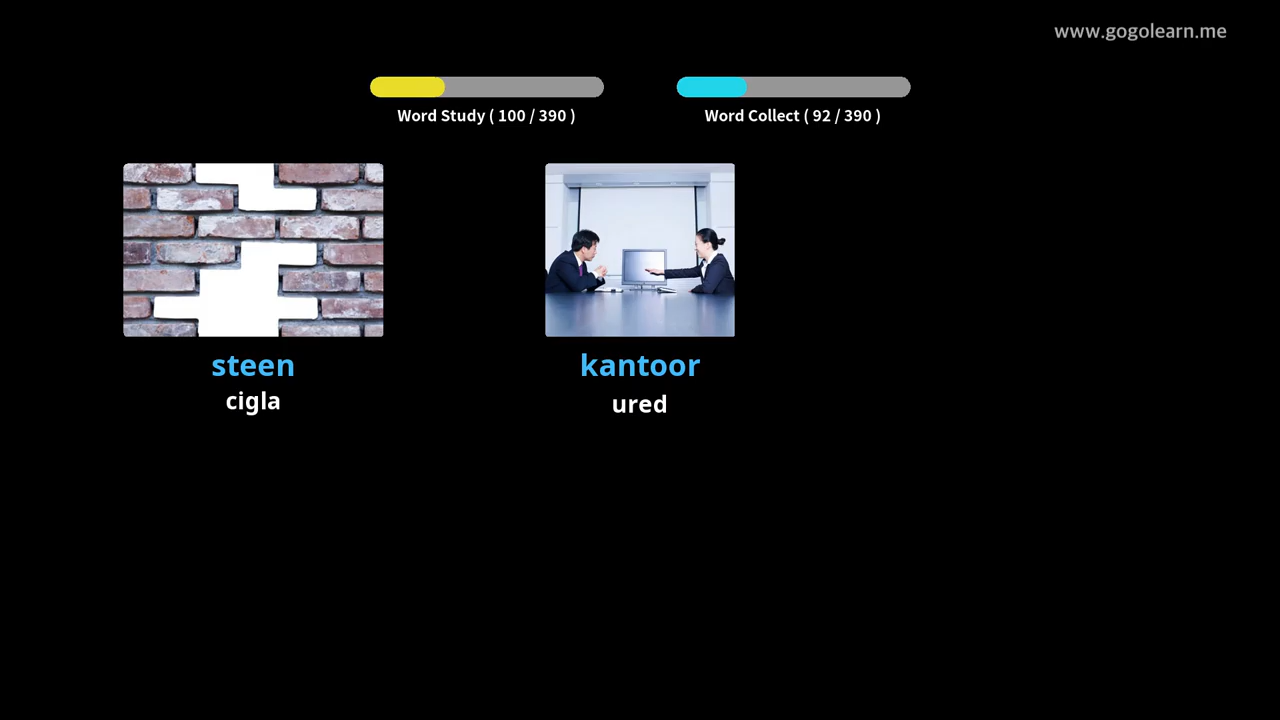 www.gogolearn.me
Word Study ( 100 / 390 )
Word Collect ( 92 / 390 )
steen
cigla
kantoor
ured